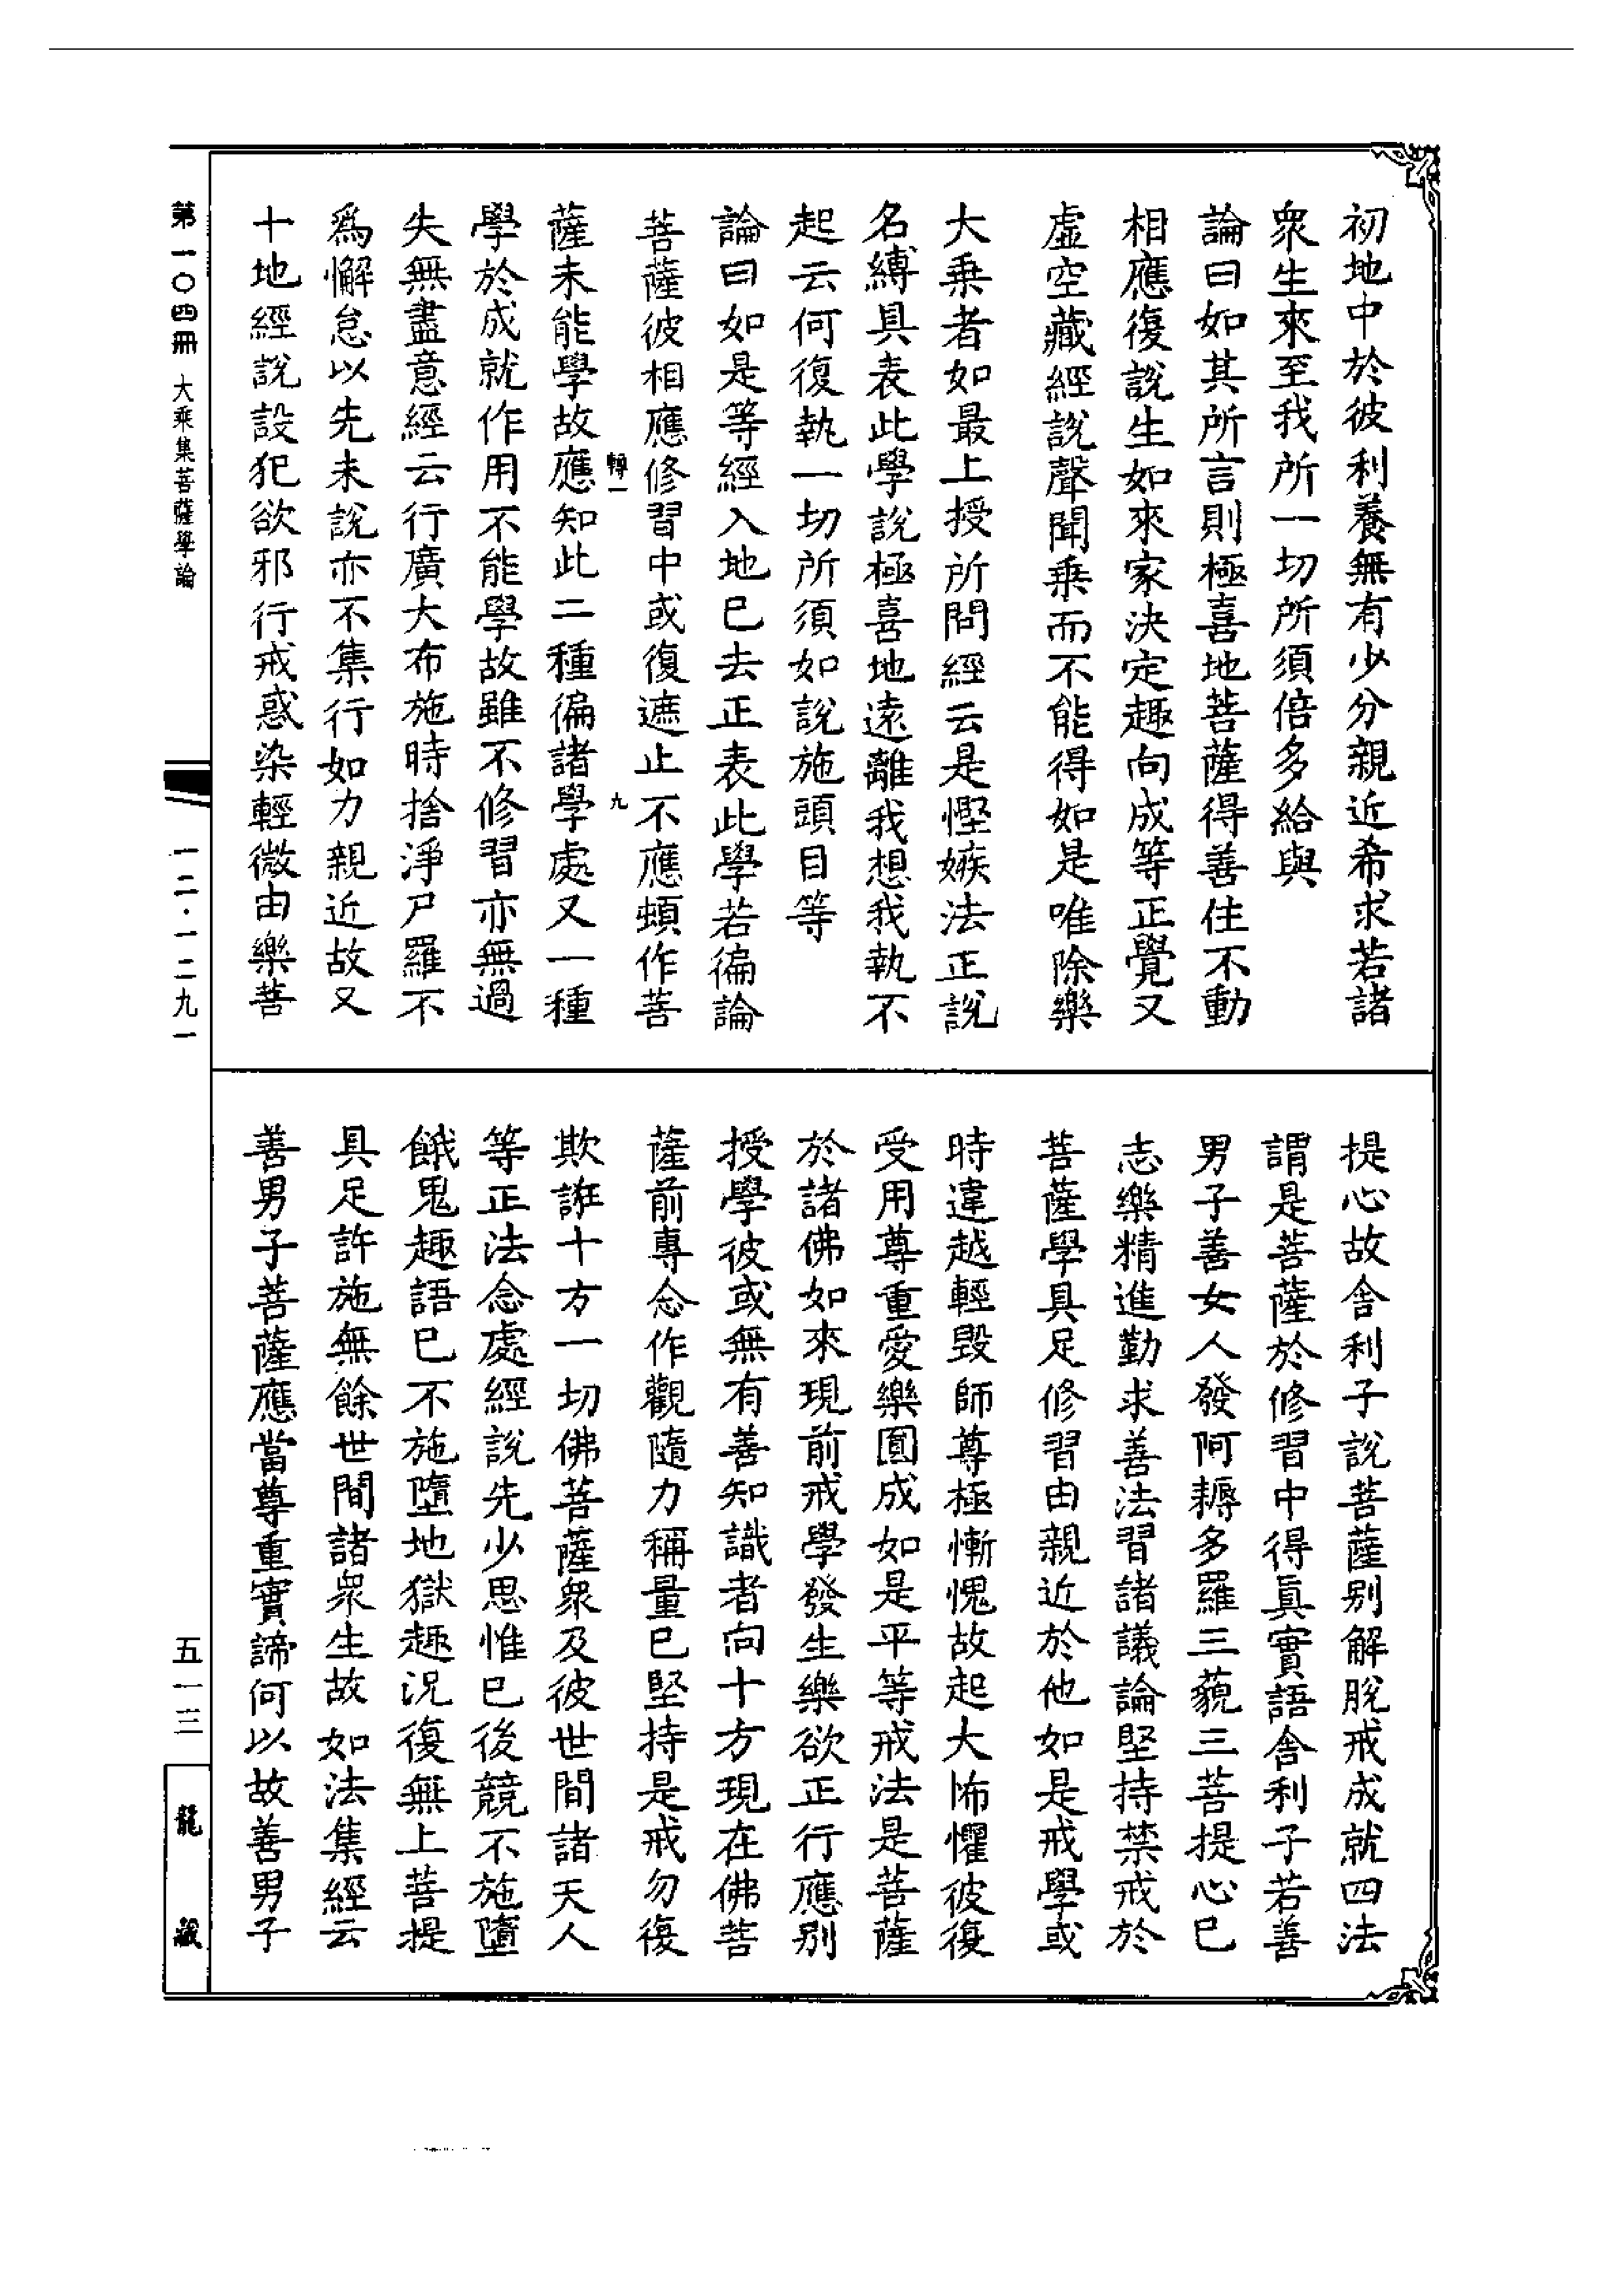 初地中於彼利養無有少分親近希求若諸
衆生來至我所一切所須倍多給與
論曰如其所言則極喜地菩薩得善住不動
相應復說生如來家決定趣向成等正覺又
虛空藏經說聲聞乗而不能得如是唯除樂
大乗者如最上授所問經云是慳嫉法正說
名縛具表此學說極喜地遠離我想我執不
起云何復執一切所須如說施頭目等
論曰如是等經入地已去正表此學若徧論
菩薩彼相應修習中或復遮止不應頓作菩
轉一 九
薩未能學故應知此二種徧諸學處又一種
學於成就作用不能學故雖不修習亦無過
失無盡意經云行廣大布施時捨淨尸羅不
爲懈怠以先未說亦不集行如力親近故又
十地經說設犯欲邪行戒惑染輕微由樂菩
提心故舍利子說菩薩别解脫戒成就四法
謂是菩薩於修習中得眞實語舍利子若善
男子善女人發阿耨多羅三藐三菩提心已
志樂精進勤求善法習諸議論堅持禁戒於
菩薩學具足修習由親近於他如是戒學或
時違越輕毀師尊極慚愧故起大怖懼彼復
受用尊重愛樂圓成如是平等戒法是菩薩
於諸佛如來現前戒學發生樂欲正行應别
授學彼或無有善知識者向十方現在佛菩
薩前專念作觀隨力稱量已堅持是戒勿復
欺誑十方一切佛菩薩衆及彼世間諸天人
等正法念處經說先少思惟已後競不施墮
餓鬼趣語已不施墮地獄趣況復無上菩提
具足許施無餘世間諸衆生故如法集經云
善男子菩薩應當尊重實諦何以故善男子
第一〇四冊 大乘集菩薩學論
一二·一二九一
五一三
龍藏